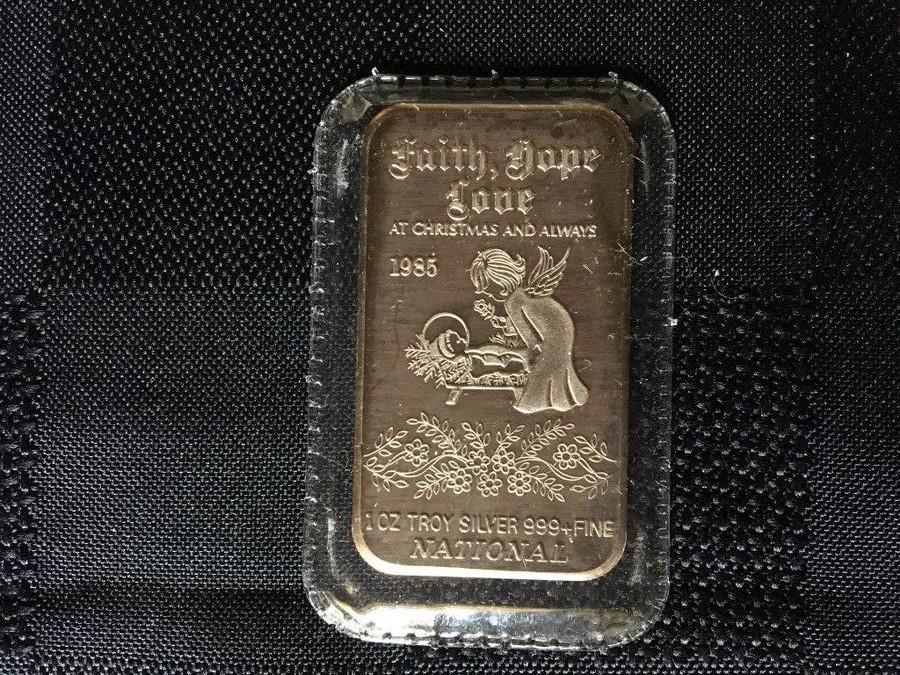 Faith, Hope
Love
AT CHRISTMAS AND ALWAYS
1985
1 OZ TROY SILVER 999+FINE
NATIONAL